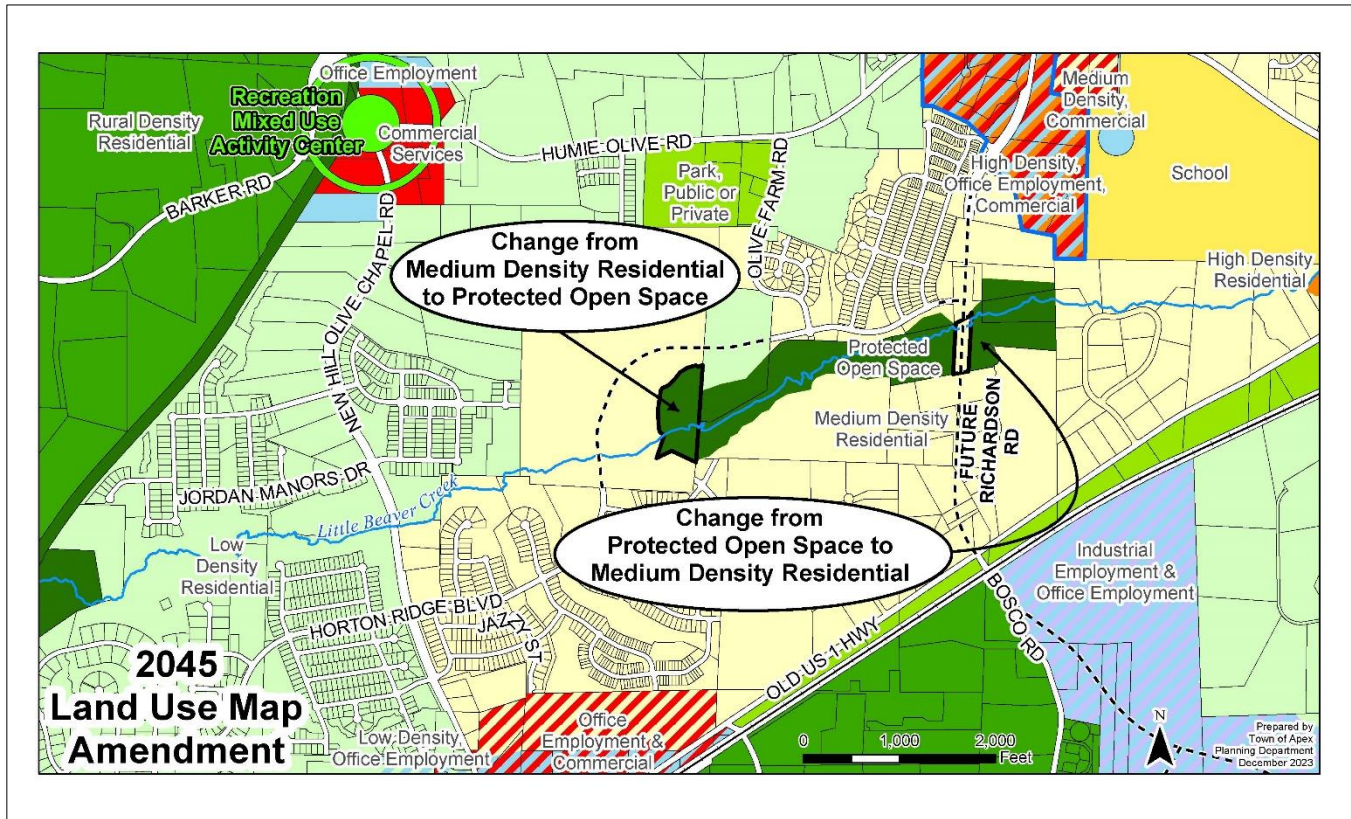 Office Employment
Recreation
Mixed Use
Activity Center
Rural Density
Residential
Commercial
Services
BARKER RD
HUMIE OLIVE RD
Park,
Public or
Private
OLIVE FARM RD
Medium
Density,
Commercial
High Density,
Office Employment,
Commercial
School
High Density
Residential
NEW HILL OLIVE CHAPEL RD
Change from
Medium Density Residential
to Protected Open Space
Protected
Open Space
Medium Density
Residential
FUTURE
RICHARDSON
RD
JORDAN MANORS DR
Little Beaver Creek
Low
Density
Residential
Change from
Protected Open Space to
Medium Density Residential
HORTON RIDGE BLVD
JAZZY ST
OLD US 1 HWY
BOSCO RD
Industrial
Employment &
Office Employment
2045
Land Use Map
Amendment
Low Density,
Office Employment
Office
Employment &
Commercial
0 1,000 2,000
Feet
N
Prepared by
Town of Apex
Planning Department
December 2023